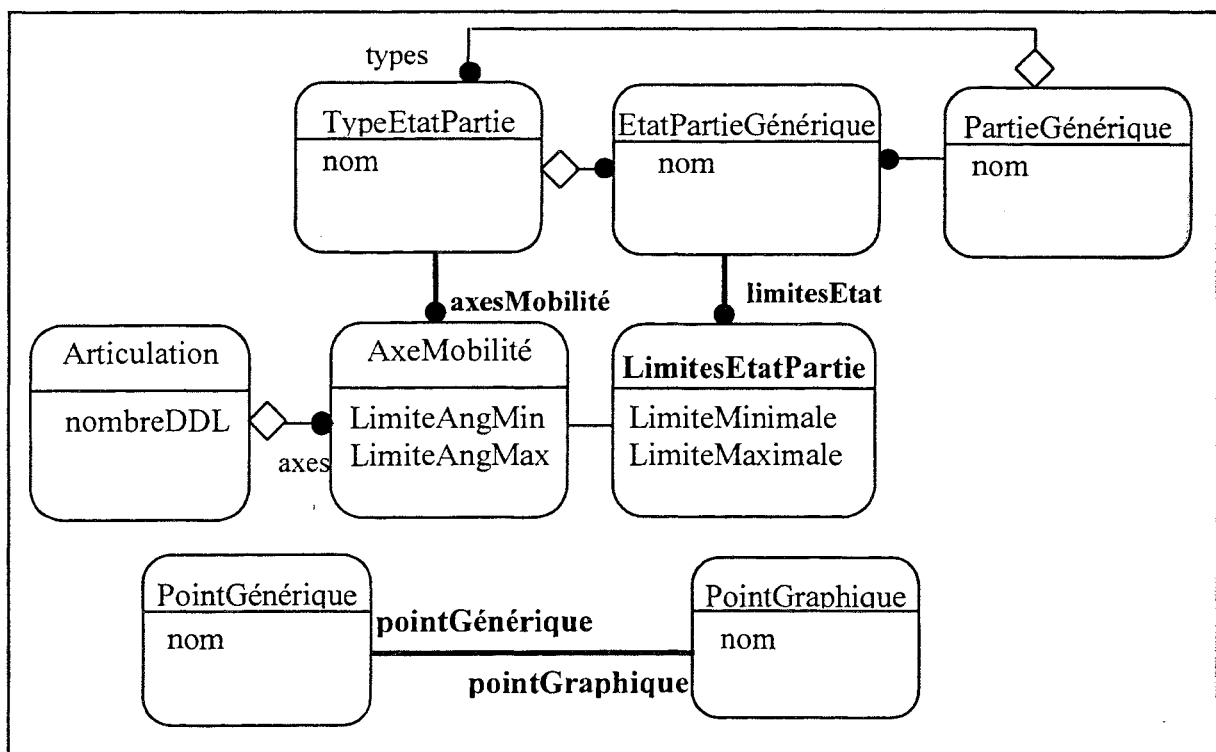 types
TypeEtatPartie
nom
EtatPartieGénérique
nom
PartieGénérique
nom
axesMobilité
limitesEtat
Articulation
nombreDDL
axes
AxeMobilité
LimiteAngMin
LimiteAngMax
LimitesEtatPartie
LimiteMinimale
LimiteMaximale
PointGénérique
nom
pointGénérique
pointGraphique
PointGraphique
nom